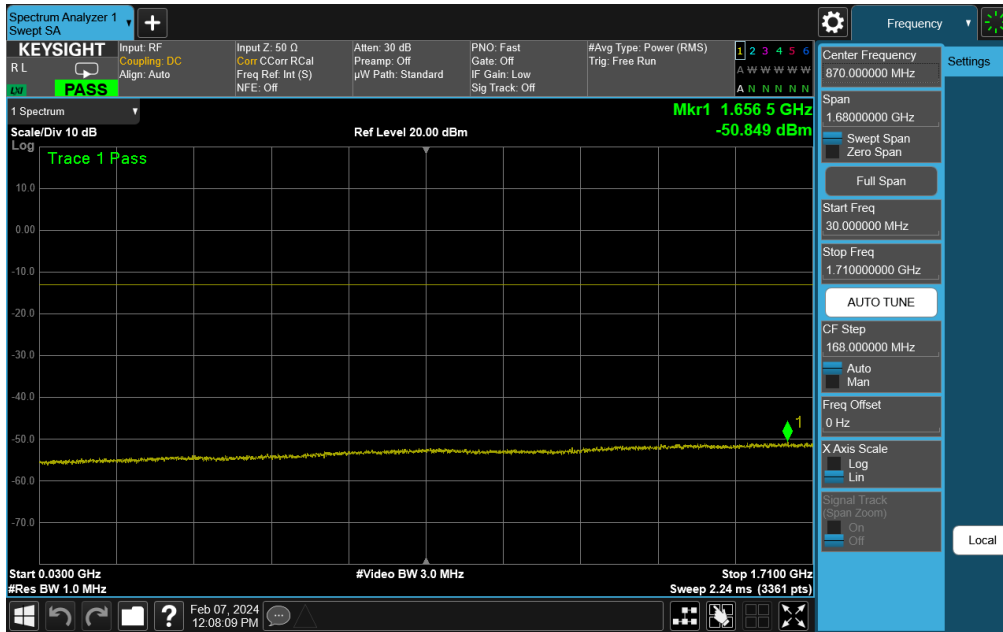 Spectrum Analyzer 1
Swept SA
Frequency
KEYSIGHT
R L
LXI
PASS
Input: RF
Coupling: DC
Align: Auto
Input Z: 50 Ω
Corr CCorr RCal
Freq Ref: Int (S)
NFE: Off
Atten: 30 dB
Preamp: Off
µW Path: Standard
PNO: Fast
Gate: Off
IF Gain: Low
Sig Track: Off
#Avg Type: Power (RMS)
Trig: Free Run
1 2 3 4 5 6
A W W W W W
A N N N N N
1 Spectrum
Scale/Div 10 dB
Log
Ref Level 20.00 dBm
Mkr1 1.656 5 GHz
-50.849 dBm
Trace 1 Pass
10.0
0.00
-10.0
-20.0
-30.0
-40.0
-50.0
-60.0
-70.0
1
Start 0.0300 GHz
#Res BW 1.0 MHz
#Video BW 3.0 MHz
Stop 1.7100 GHz
Sweep 2.24 ms (3361 pts)
Feb 07, 2024
12:08:09 PM
?
Center Frequency
870.000000 MHz
Span
1.68000000 GHz
Swept Span
Zero Span
Full Span
Start Freq
30.000000 MHz
Stop Freq
1.710000000 GHz
AUTO TUNE
CF Step
168.000000 MHz
Auto
Man
Freq Offset
0 Hz
X Axis Scale
Log
Lin
Signal Track
(Span Zoom)
On
Off
Settings
Local